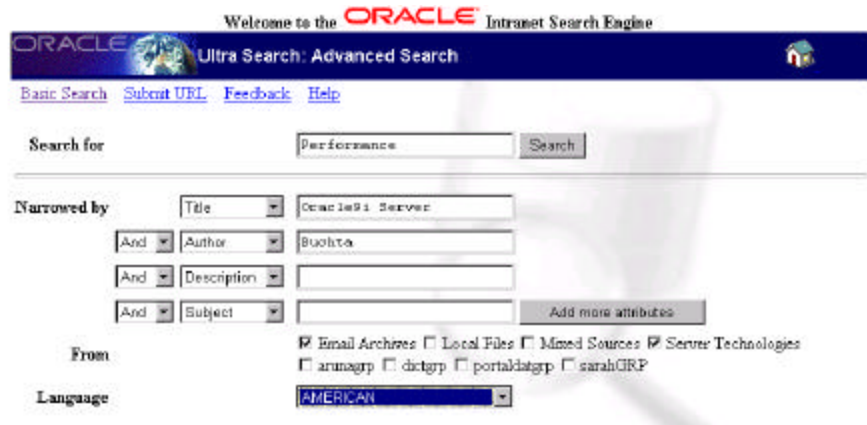 Welcome to the ORACLE Intranet Search Engine
ORACLE Ultra Search: Advanced Search
Basic Search Submit URL Feedback Help
Search for Performance Search
Narrowed by Title Oracle9i Server
And Author Buchta
And Description
And Subject Add more attributes
From Email Archives Local Files Mixed Sources Server Technologies
arunagrp dictgrp portaldatgrp sarahGRP
Language AMERICAN